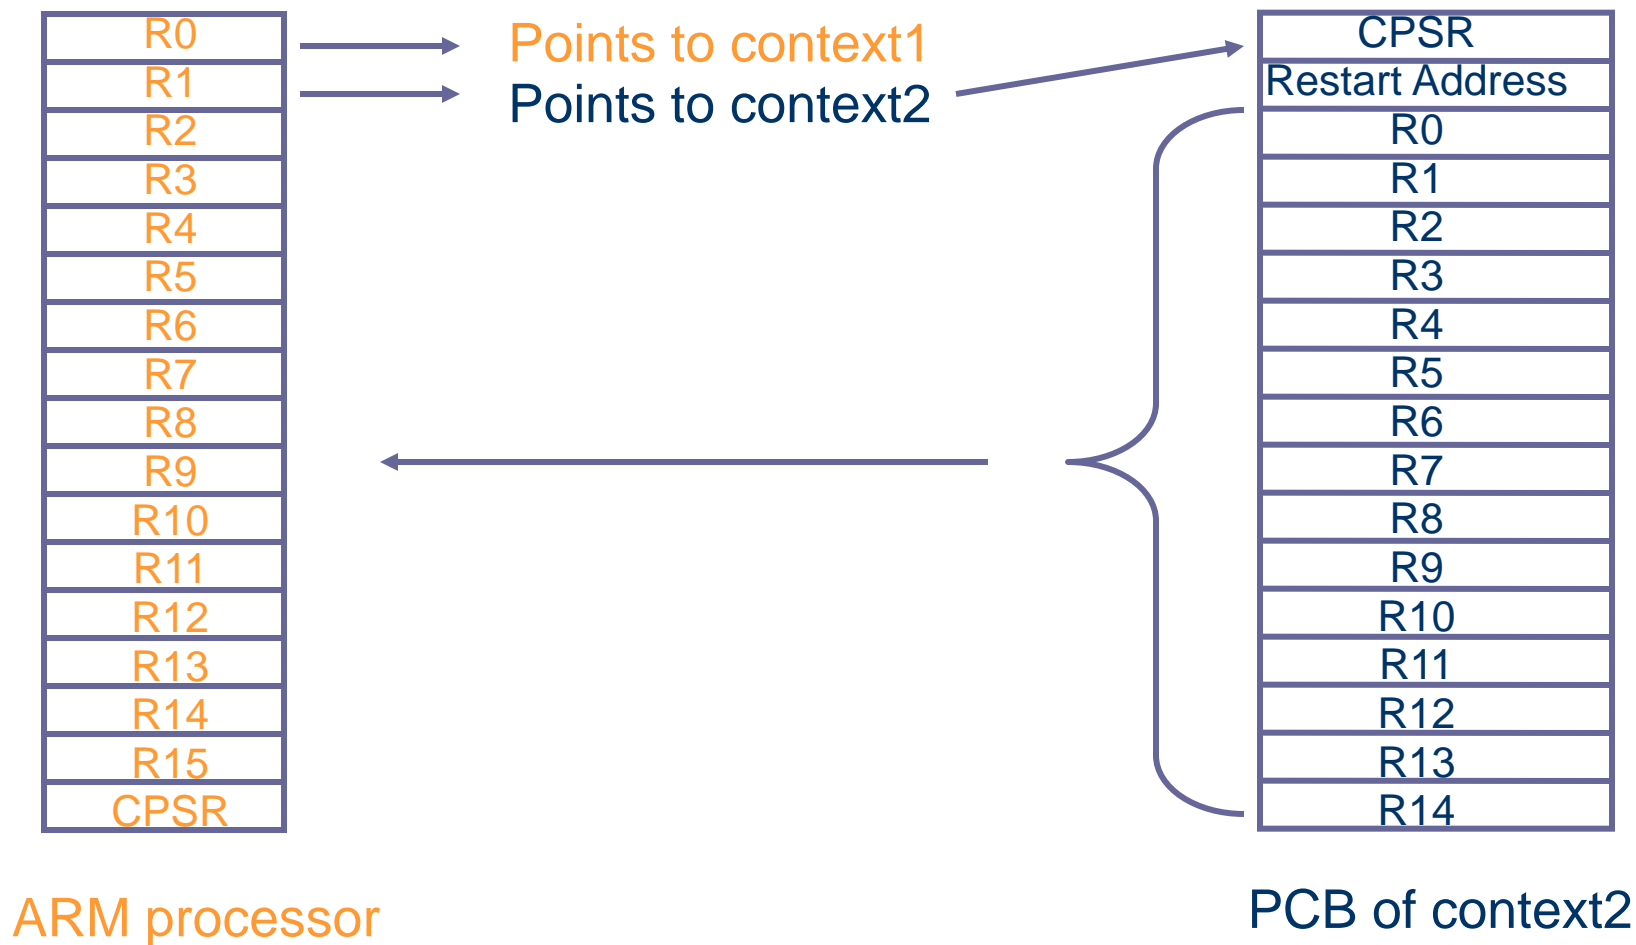 R0
R1
R2
R3
R4
R5
R6
R7
R8
R9
R10
R11
R12
R13
R14
R15
CPSR
ARM processor
Points to context1
Points to context2
CPSR
Restart Address
R0
R1
R2
R3
R4
R5
R6
R7
R8
R9
R10
R11
R12
R13
R14
PCB of context2